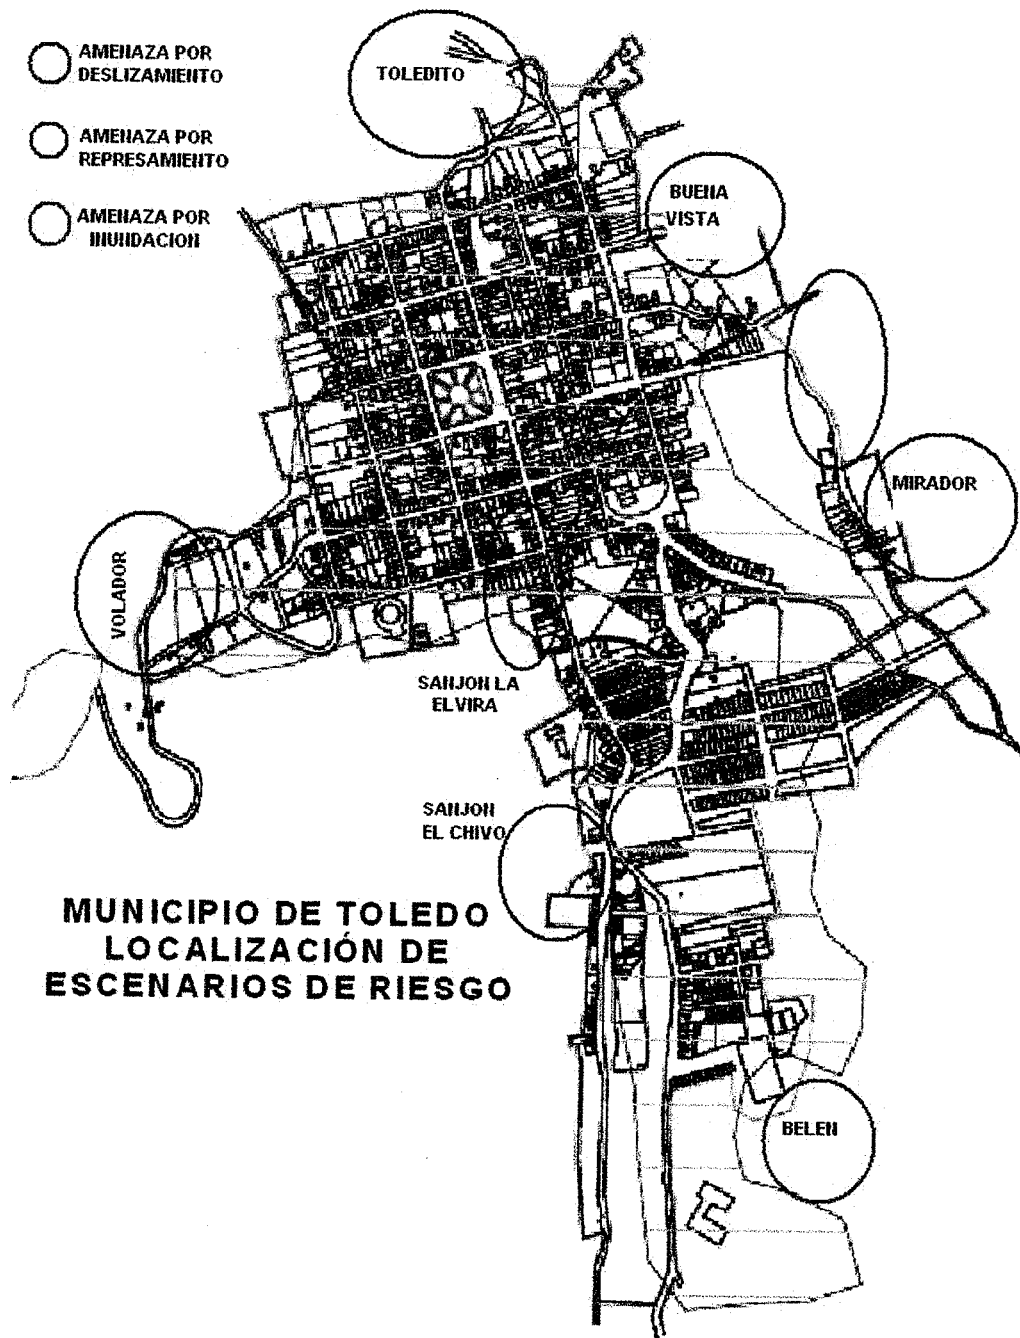 AMENAZA POR
DESLIZAMIENTO
AMENAZA POR
REPRESAMIENTO
AMENAZA POR
INUNDACION
TOLEDITO
BUENA
VISTA
MIRADOR
VOLADOR
SANJON LA
ELVIRA
SANJON
EL CHIVO
MUNICIPIO DE TOLEDO
LOCALIZACIÓN DE
ESCENARIOS DE RIESGO
BELEN